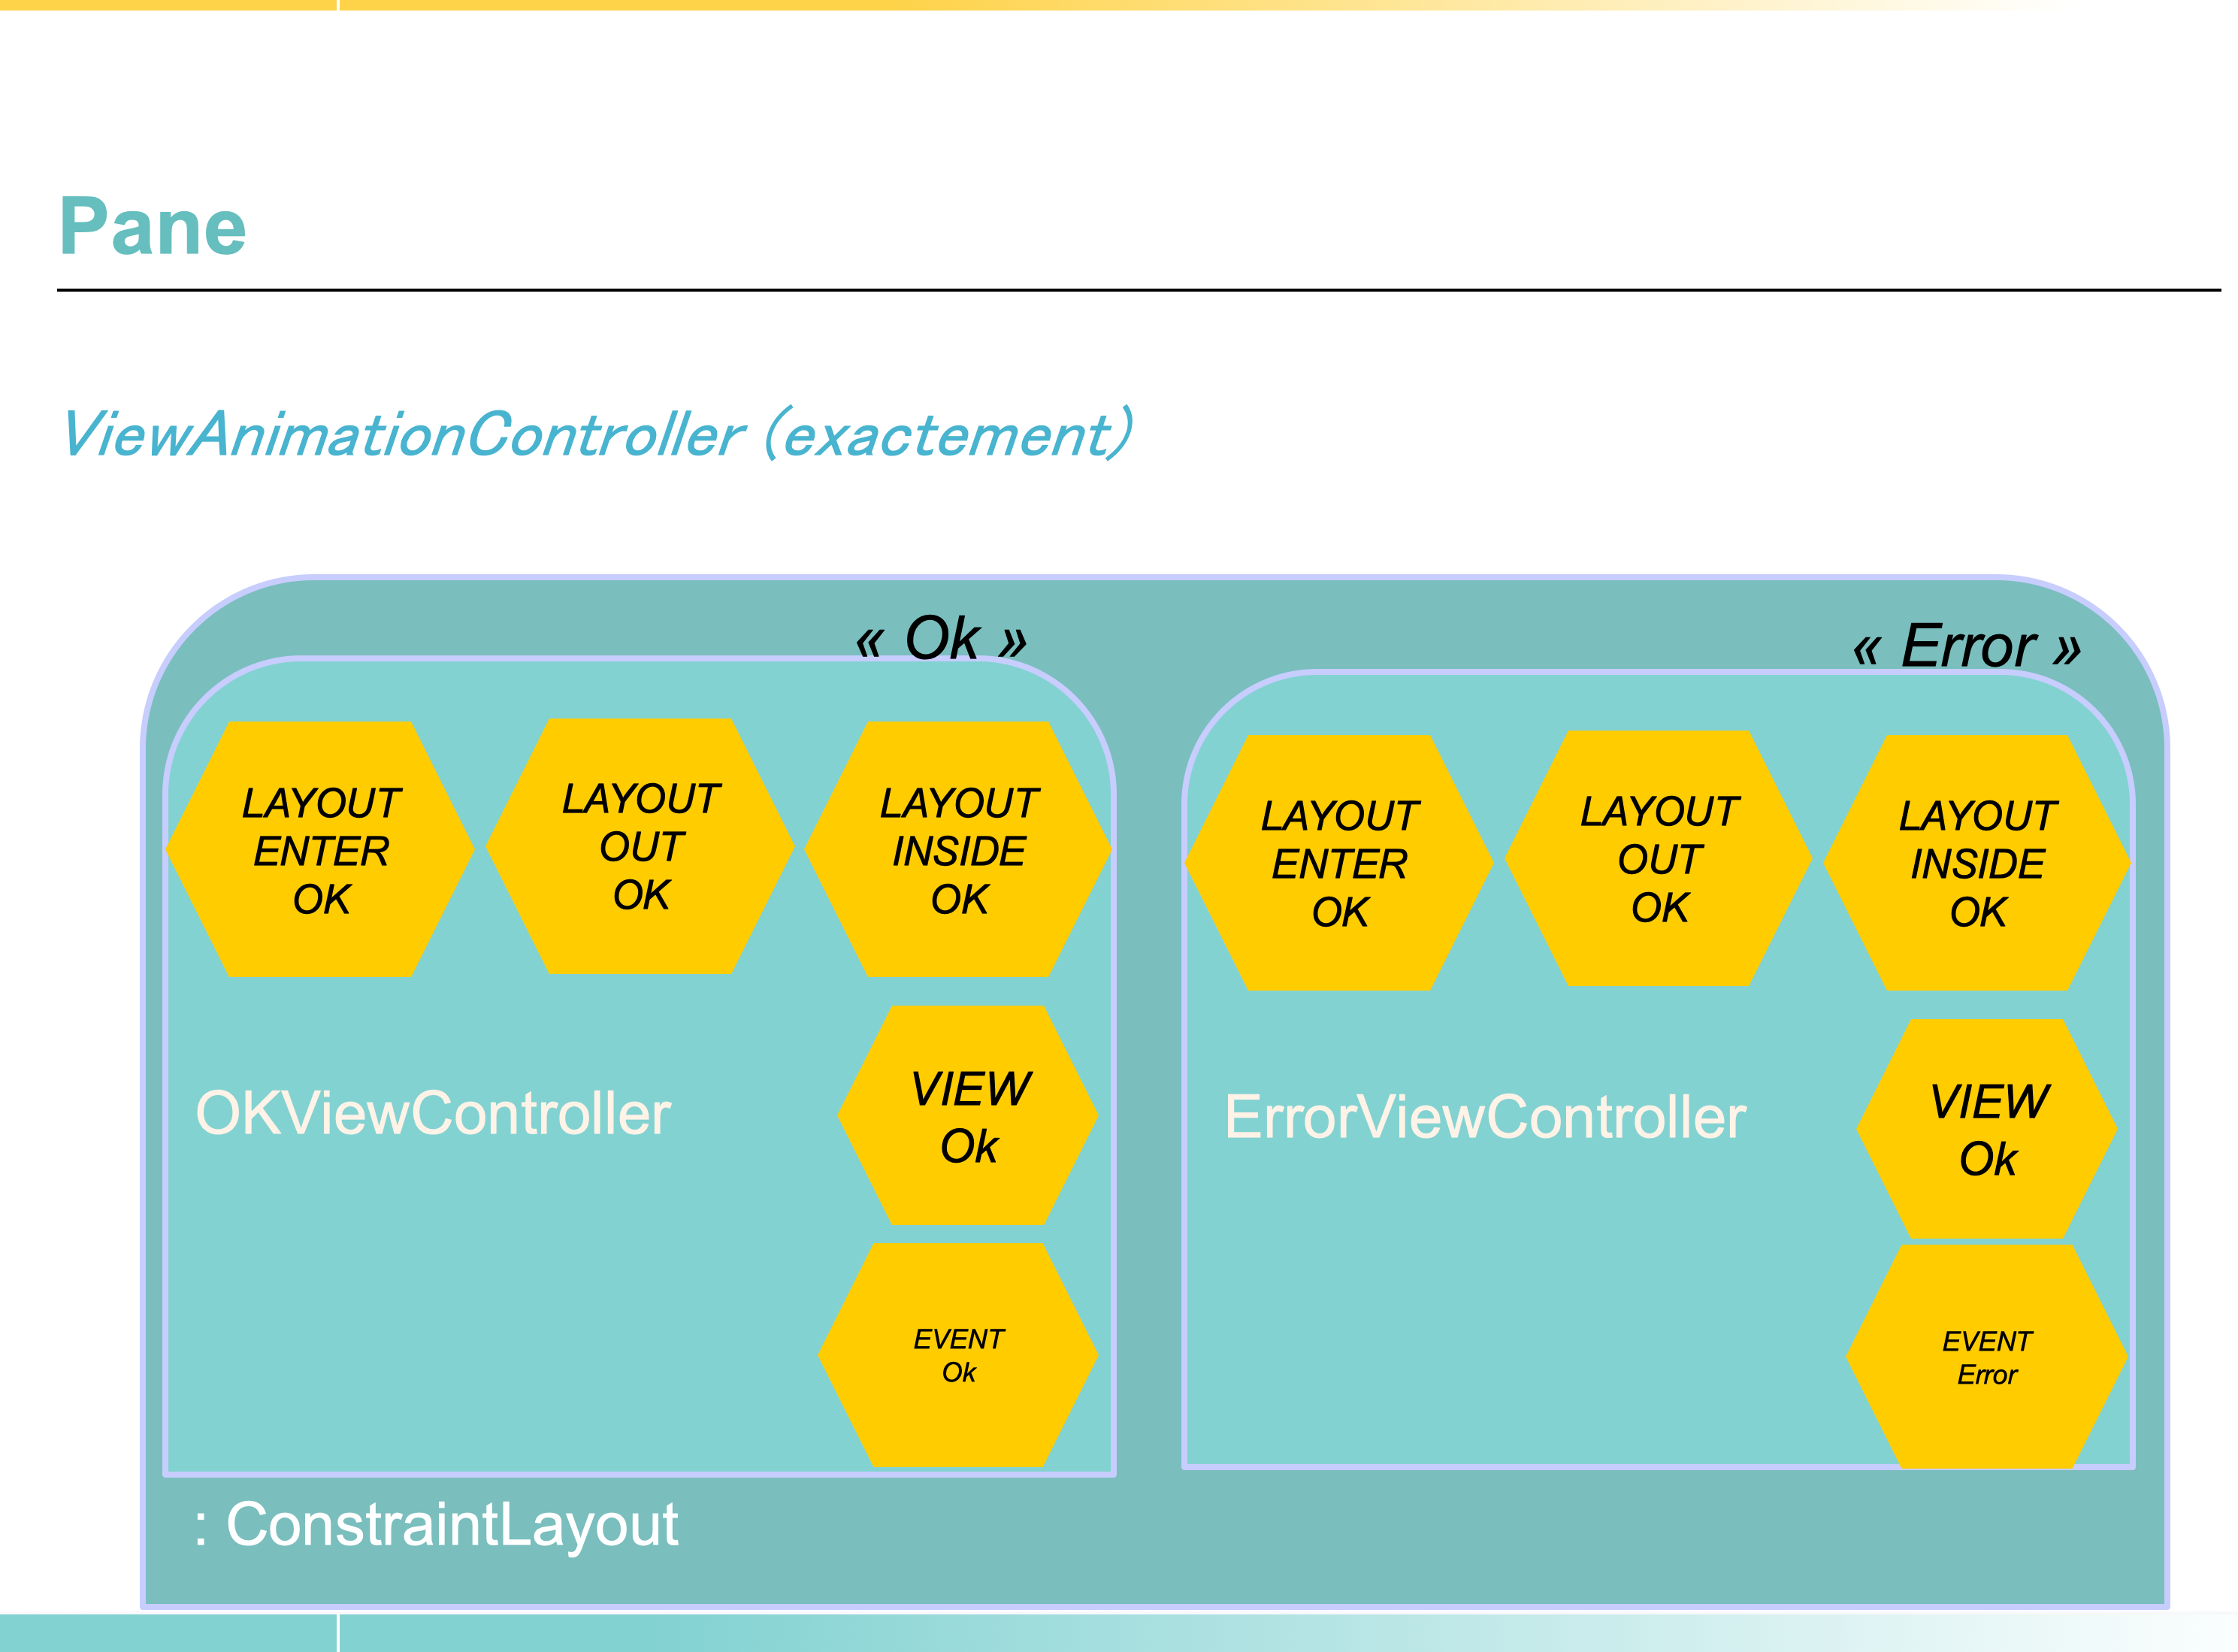 Pane
ViewAnimationController (exactement)
« Ok »
« Error »
LAYOUT
ENTER
OK
LAYOUT
OUT
OK
LAYOUT
INSIDE
OK
LAYOUT
ENTER
OK
LAYOUT
OUT
OK
LAYOUT
INSIDE
OK
OKViewController
VIEW
Ok
ErrorViewController
VIEW
Ok
EVENT
Ok
EVENT
Error
: ConstraintLayout